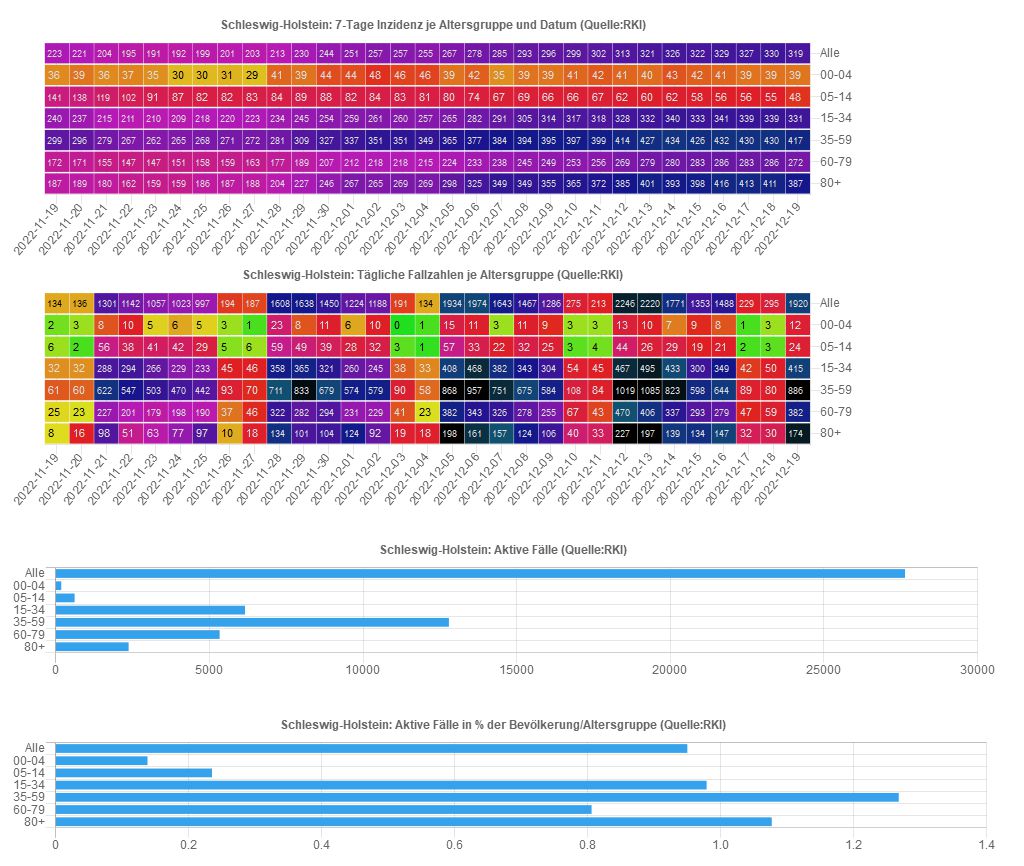 Schleswig-Holstein: 7-Tage Inzidenz je Altersgruppe und Datum (Quelle:RKI)
223 221 204 195 191 192 199 201 203 213 230 244 251 257 257 255 267 278 285 293 296 299 302 313 321 326 322 329 327 330 319 Alle
36 39 36 37 35 30 30 31 29 41 39 44 44 48 46 46 39 42 35 39 39 41 42 41 40 43 42 41 39 39 39 00-04
141 138 119 102 91 87 82 82 83 84 89 88 82 84 83 81 80 74 67 69 66 66 67 62 60 62 58 56 56 55 48 05-14
240 237 215 211 210 209 218 220 223 234 245 254 259 261 260 257 265 282 291 305 314 317 318 328 332 340 333 341 339 339 331 15-34
299 296 279 267 262 265 268 271 272 281 309 327 337 351 351 349 365 377 384 394 395 397 399 414 427 434 426 432 430 430 417 35-59
172 171 155 147 147 151 158 159 163 177 189 207 212 218 218 215 224 233 238 245 249 253 256 269 279 280 283 286 283 286 272 60-79
187 189 180 162 159 159 186 187 188 204 227 246 267 265 269 269 298 325 349 349 355 365 372 385 401 393 398 416 413 411 387 80+
2022-11-19 2022-11-20 2022-11-21 2022-11-22 2022-11-23 2022-11-24 2022-11-25 2022-11-26 2022-11-27 2022-11-28 2022-11-29 2022-11-30 2022-12-01 2022-12-02 2022-12-03 2022-12-04 2022-12-05 2022-12-06 2022-12-07 2022-12-08 2022-12-09 2022-12-10 2022-12-11 2022-12-12 2022-12-13 2022-12-14 2022-12-15 2022-12-16 2022-12-17 2022-12-18 2022-12-19
Schleswig-Holstein: Tägliche Fallzahlen je Altersgruppe (Quelle:RKI)
134 136 1301 1142 1057 1023 997 194 187 1608 1638 1450 1224 1188 191 134 1934 1974 1643 1467 1286 275 213 2246 2220 1771 1353 1488 229 295 1920 Alle
2 3 8 10 5 6 5 3 1 23 8 11 6 10 0 1 15 11 3 11 9 3 3 13 10 7 9 8 1 3 12 00-04
6 2 56 38 41 42 29 5 6 59 49 39 28 32 3 1 57 33 22 32 25 3 4 44 26 29 19 21 2 3 24 05-14
32 32 288 294 266 229 233 45 46 358 365 321 260 245 38 33 408 468 382 343 304 54 45 467 495 433 300 349 42 50 415 15-34
61 60 622 547 503 470 442 93 70 711 833 679 574 579 90 58 868 957 751 675 584 108 84 1019 1085 823 598 644 89 80 886 35-59
25 23 227 201 179 198 190 37 46 322 282 294 231 229 41 23 382 343 326 278 255 67 43 470 406 337 293 279 47 59 382 60-79
8 16 98 51 63 77 97 10 18 134 101 104 124 92 19 18 198 161 157 124 106 40 33 227 197 139 134 147 32 30 174 80+
2022-11-19 2022-11-20 2022-11-21 2022-11-22 2022-11-23 2022-11-24 2022-11-25 2022-11-26 2022-11-27 2022-11-28 2022-11-29 2022-11-30 2022-12-01 2022-12-02 2022-12-03 2022-12-04 2022-12-05 2022-12-06 2022-12-07 2022-12-08 2022-12-09 2022-12-10 2022-12-11 2022-12-12 2022-12-13 2022-12-14 2022-12-15 2022-12-16 2022-12-17 2022-12-18 2022-12-19
Schleswig-Holstein: Aktive Fälle (Quelle:RKI)
Alle
00-04
05-14
15-34
35-59
60-79
80+
0 5000 10000 15000 20000 25000 30000
Schleswig-Holstein: Aktive Fälle in % der Bevölkerung/Altersgruppe (Quelle:RKI)
Alle
00-04
05-14
15-34
35-59
60-79
80+
0 0.2 0.4 0.6 0.8 1.0 1.2 1.4